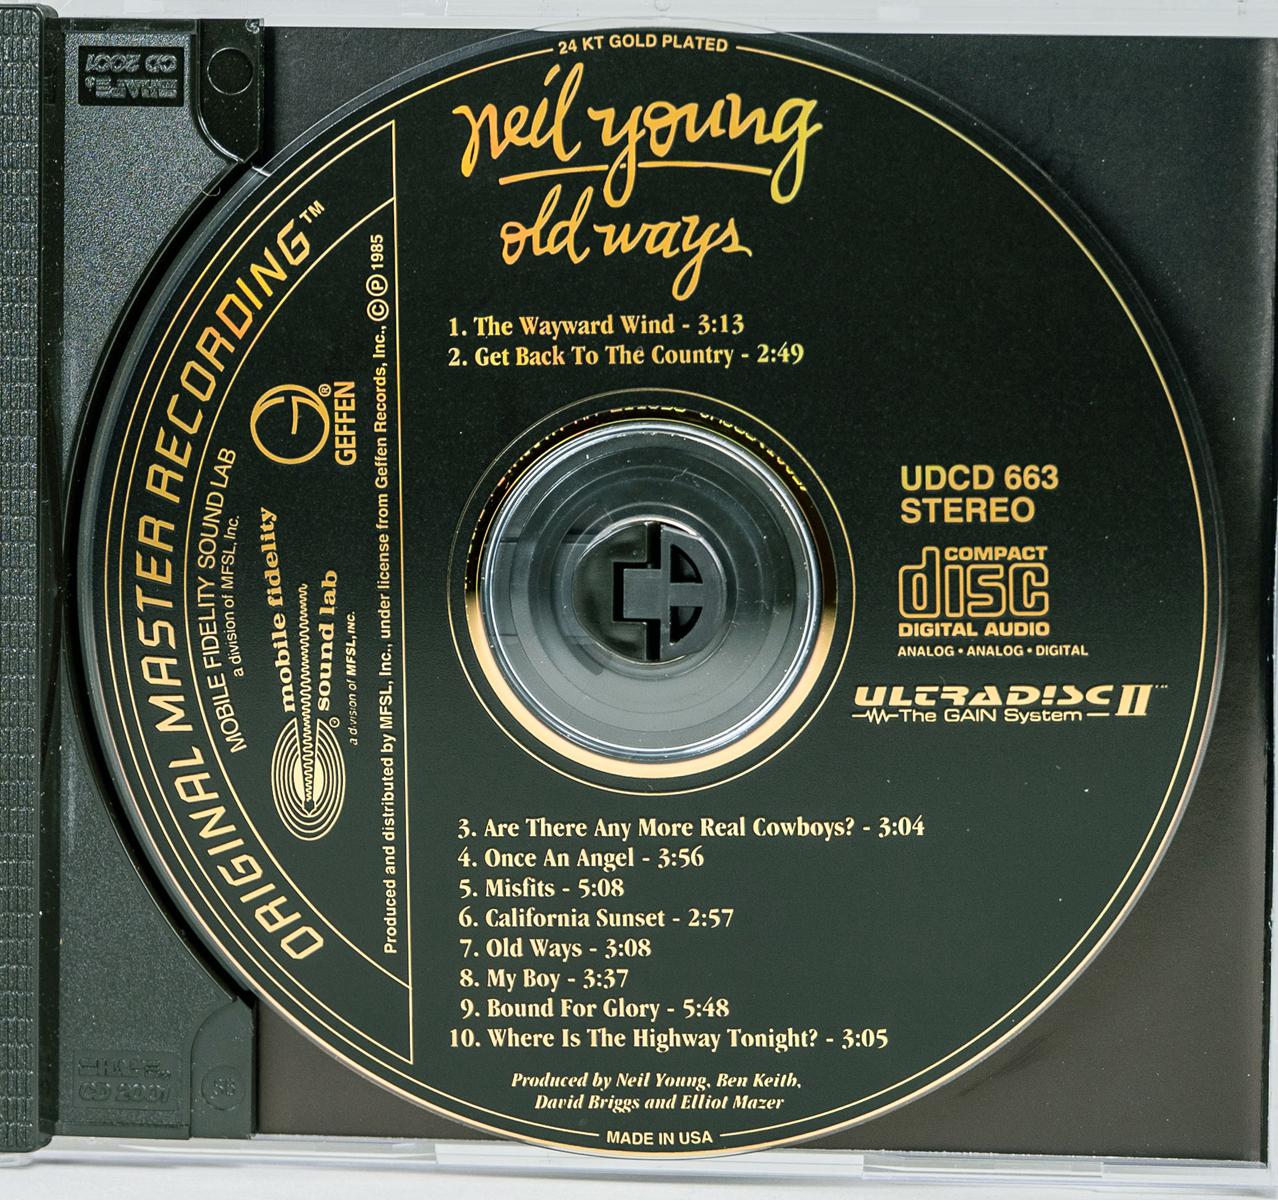 24 KT GOLD PLATED
neil young
old ways
1. The Wayward Wind - 3:13
2. Get Back To The Country - 2:49
UDCD 663
STEREO
COMPACT
disc
DIGITAL AUDIO
ANALOG • ANALOG • DIGITAL
ULTRADISC II™
The GAIN System
3. Are There Any More Real Cowboys? - 3:04
4. Once An Angel - 3:56
5. Misfits - 5:08
6. California Sunset - 2:57
7. Old Ways - 3:08
8. My Boy - 3:37
9. Bound For Glory - 5:48
10. Where Is The Highway Tonight? - 3:05
Produced by Neil Young, Ben Keith,
David Briggs and Elliot Mazer
MADE IN USA
ORIGINAL MASTER RECORDING™
MOBILE FIDELITY SOUND LAB
a division of MFSL, Inc.
mobile fidelity
sound lab®
a division of MFSL, INC.
GEFFEN®
Produced and distributed by MFSL, Inc., under license from Geffen Records, Inc., © ℗ 1985
CD 2001
CD 2001